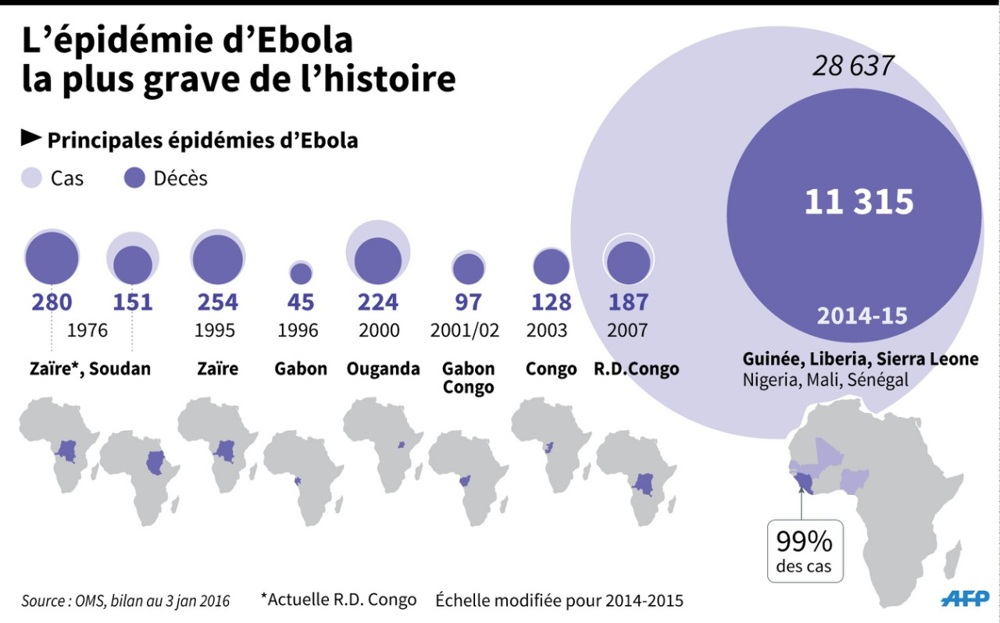 L’épidémie d’Ebola
la plus grave de l’histoire
Principales épidémies d’Ebola
Cas
Décès
28 637
11 315
2014-15
280
151
254
45
224
97
128
187
1976
1995
1996
2000
2001/02
2003
2007
Zaïre*, Soudan
Zaïre
Gabon
Ouganda
Gabon
Congo
Congo
R.D.Congo
Guinée, Liberia, Sierra Leone
Nigeria, Mali, Sénégal
99%
des cas
Source : OMS, bilan au 3 jan 2016
*Actuelle R.D. Congo
Échelle modifiée pour 2014-2015
AFP